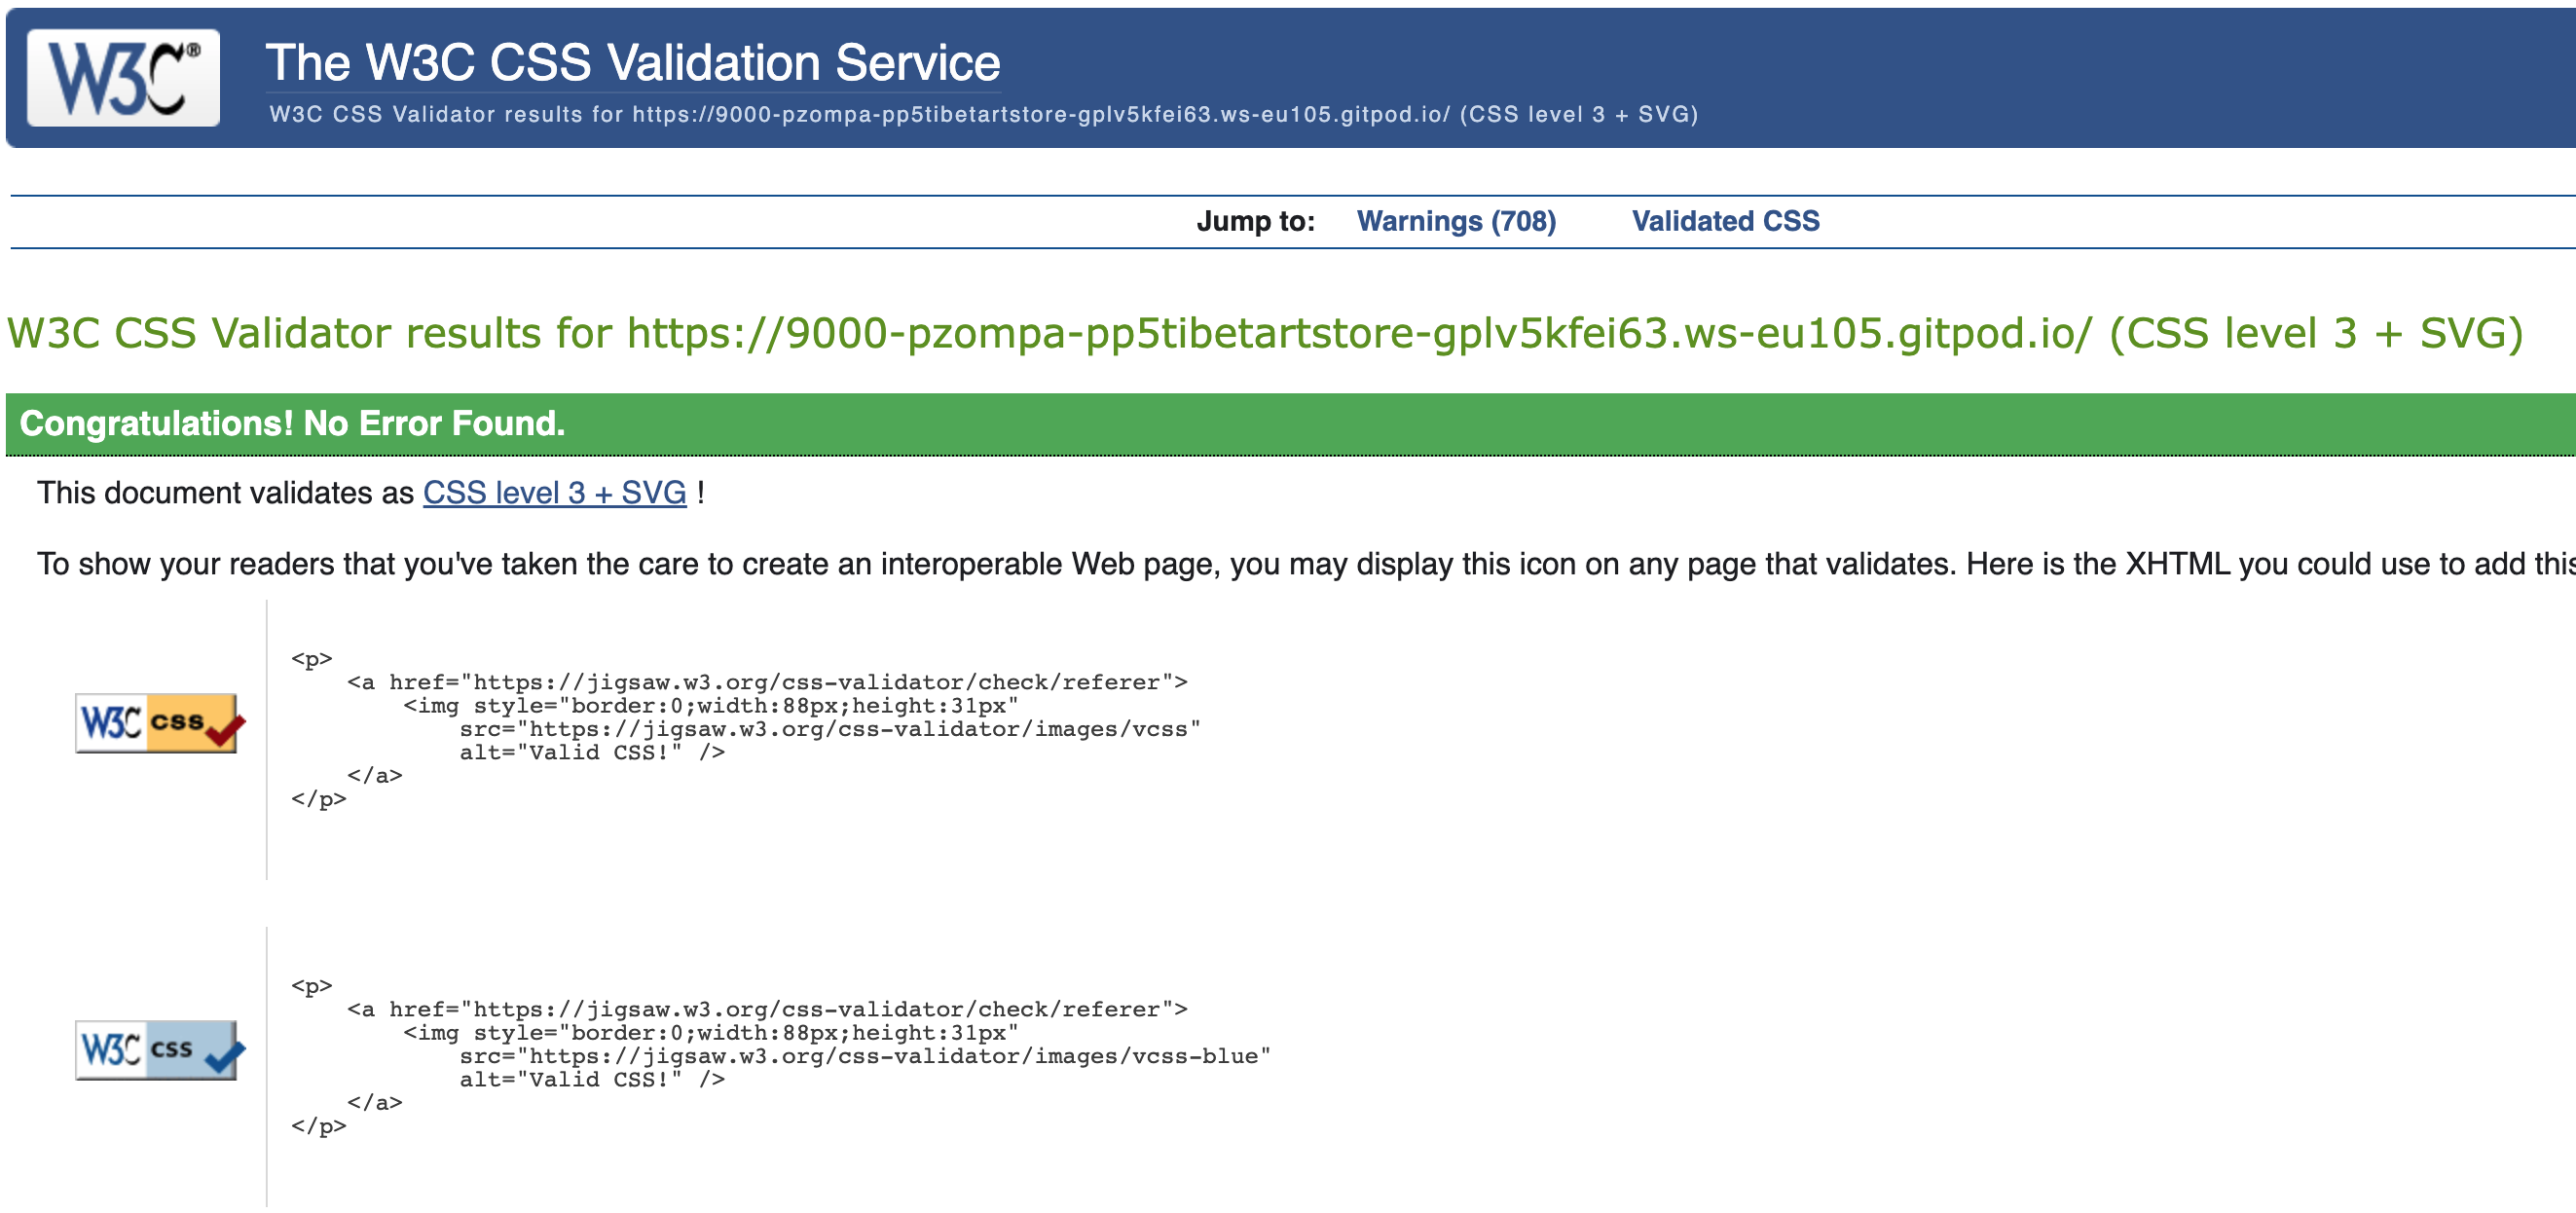 W3C®
The W3C CSS Validation Service
W3C CSS Validator results for https://9000-pzompa-pp5tibetartstore-gplv5kfei63.ws-eu105.gitpod.io/ (CSS level 3 + SVG)
Jump to: Warnings (708) Validated CSS
W3C CSS Validator results for https://9000-pzompa-pp5tibetartstore-gplv5kfei63.ws-eu105.gitpod.io/ (CSS level 3 + SVG)
Congratulations! No Error Found.
This document validates as CSS level 3 + SVG !
To show your readers that you've taken the care to create an interoperable Web page, you may display this icon on any page that validates. Here is the XHTML you could use to add this
W3C css
<p>
<a href="https://jigsaw.w3.org/css-validator/check/referer">
<img style="border:0;width:88px;height:31px"
src="https://jigsaw.w3.org/css-validator/images/vcss"
alt="Valid CSS!" />
</a>
</p>
W3C css
<p>
<a href="https://jigsaw.w3.org/css-validator/check/referer">
<img style="border:0;width:88px;height:31px"
src="https://jigsaw.w3.org/css-validator/images/vcss-blue"
alt="Valid CSS!" />
</a>
</p>